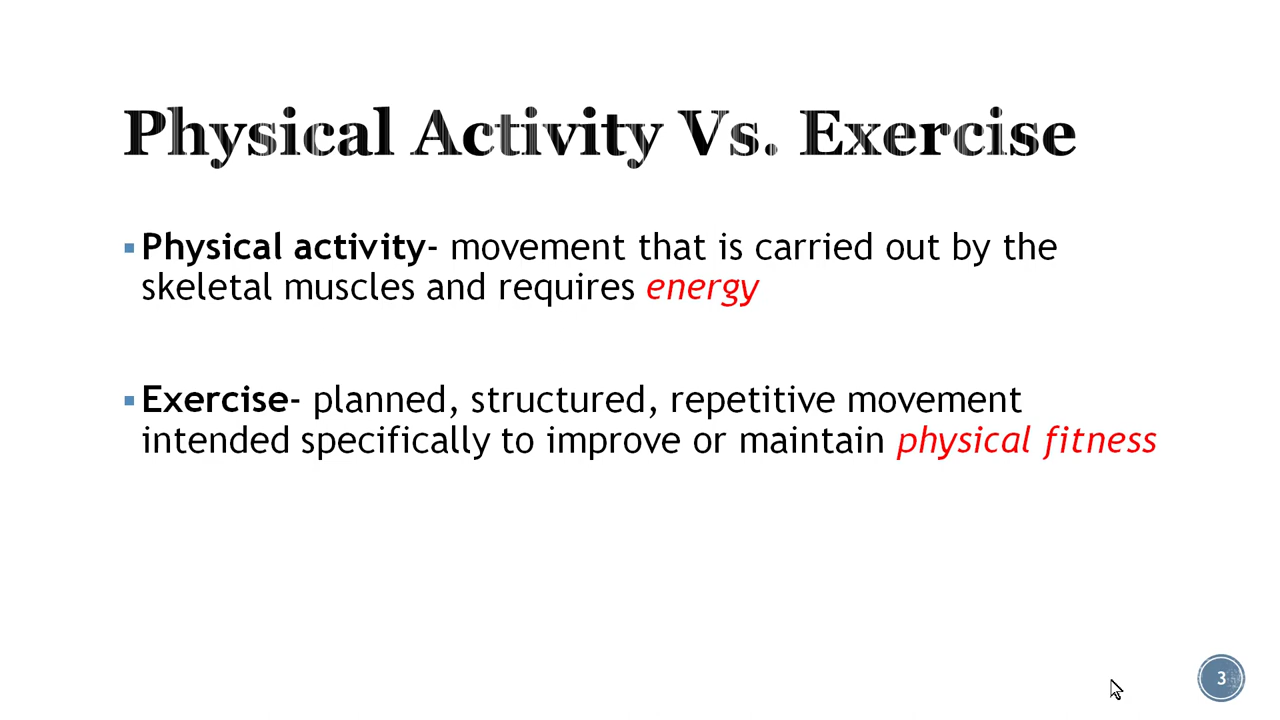 Physical Activity Vs. Exercise
▪ Physical activity- movement that is carried out by the
skeletal muscles and requires energy
▪ Exercise- planned, structured, repetitive movement
intended specifically to improve or maintain physical fitness
3